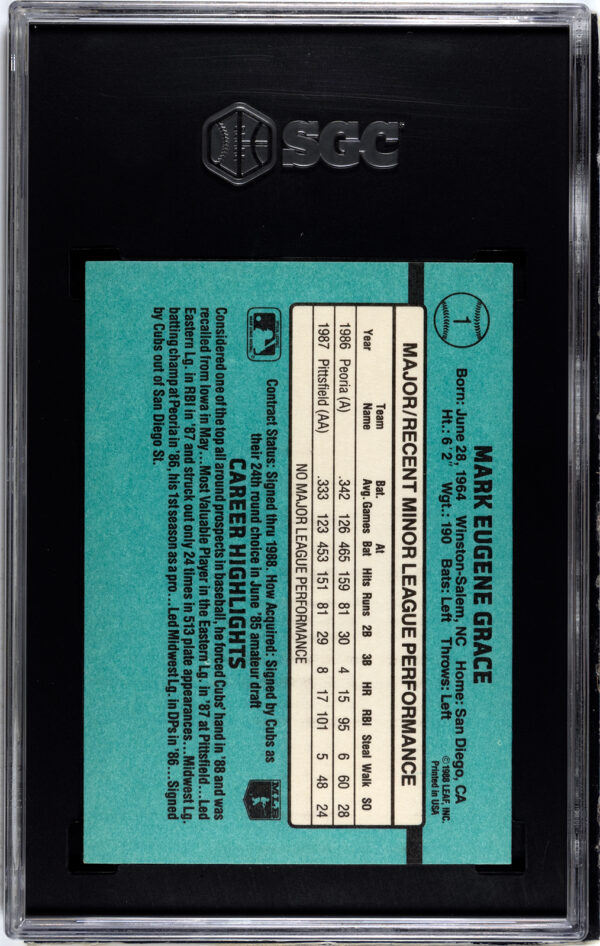 SGC
1
MARK EUGENE GRACE
Born: June 28, 1964 Winston-Salem, NC Home: San Diego, CA
Ht.: 6' 2" Wgt.: 190 Bats: Left Throws: Left
©1988 LEAF, INC.
Printed in USA
MAJOR/RECENT MINOR LEAGUE PERFORMANCE
Year Team Name Bat. Avg. Games At Bat Hits Runs 2B 3B HR RBI Steal Walk SO
1986 Peoria (A) .342 126 465 159 81 30 4 15 95 6 60 28
1987 Pittsfield (AA) .333 123 453 151 81 29 8 17 101 5 48 24
NO MAJOR LEAGUE PERFORMANCE
Contract Status: Signed thru 1988. How Acquired: Signed by Cubs as
their 24th round choice in June '85 amateur draft
MLB
CAREER HIGHLIGHTS
Considered one of the top all around prospects in baseball, he forced Cubs' hand in '88 and was
recalled from Iowa in May...Most Valuable Player in the Eastern Lg. in '87 at Pittsfield...Led
Eastern Lg. in RBI in '87 and struck out only 24 times in 513 plate appearances...Midwest Lg.
batting champ at Peoria in '86, his 1st season as a pro...Led Midwest Lg. in DPs in '86...Signed
by Cubs out of San Diego St.